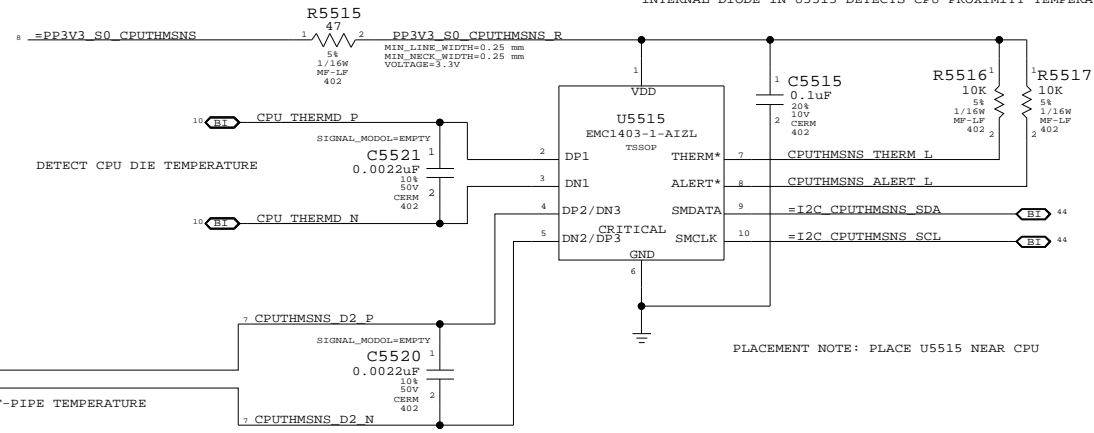 INTERNAL DIODE IN U5515 DETECTS CPU PROXIMITY TEMPERA
R5515
47
8 =PP3V3_S0_CPUTHMSNS 1 2 PP3V3_S0_CPUTHMSNS_R
5%
1/16W
MF-LF
402
MIN_LINE_WIDTH=0.25 mm
MIN_NECK_WIDTH=0.25 mm
VOLTAGE=3.3V
1
VDD
U5515
EMC1403-1-AIZL
TSSOP
1 C5515
0.1uF
20%
10V
2 CERM
402
R5516 1
10K
5%
1/16W
MF-LF
402 2
1 R5517
10K
5%
1/16W
MF-LF
2 402
10 BI CPU_THERMD_P
SIGNAL_MODOL=EMPTY
C5521 1
0.0022uF
10%
50V
CERM
402
2
DETECT CPU DIE TEMPERATURE
10 BI CPU_THERMD_N
2 DP1
3 DN1
4 DP2/DN3
5 DN2/DP3
THERM* 7 CPUTHMSNS_THERM_L
ALERT* 8 CPUTHMSNS_ALERT_L
SMDATA 9 =I2C_CPUTHMSNS_SDA BI 44
CRITICAL
SMCLK 10 =I2C_CPUTHMSNS_SCL BI 44
GND
6
7 CPUTHMSNS_D2_P
SIGNAL_MODOL=EMPTY
C5520 1
0.0022uF
10%
50V
CERM
402
2
PLACEMENT NOTE: PLACE U5515 NEAR CPU
-PIPE TEMPERATURE
7 CPUTHMSNS_D2_N